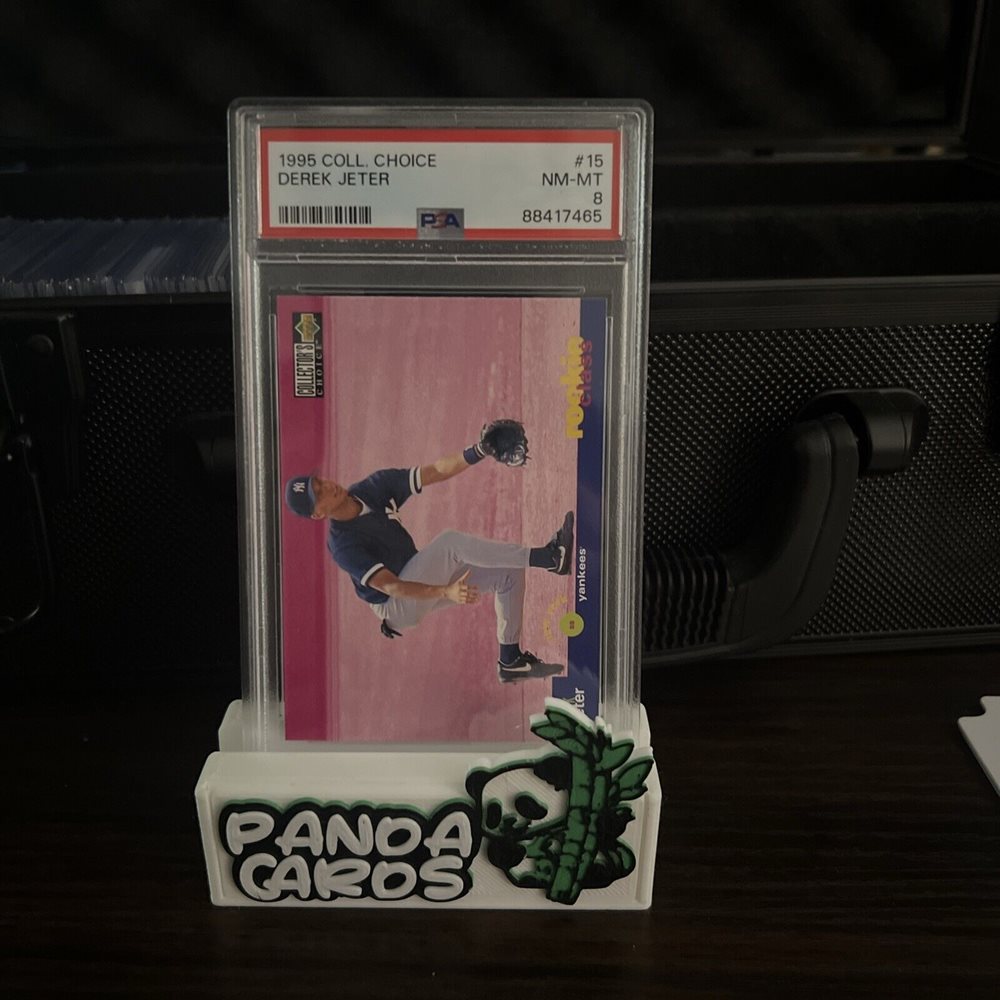 1995 COLL. CHOICE
#15
DEREK JETER
NM-MT
8
PSA
88417465
COLLECTOR'S
CHOICE
rookie
class
yankees
PANDA
CARDS